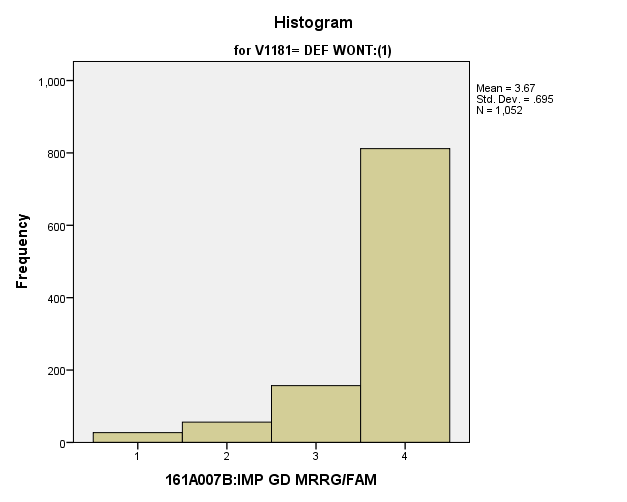 Histogram
for V1181= DEF WONT:(1)
Mean = 3.67
Std. Dev. = .695
N = 1,052
Frequency
1,000
800
600
400
200
0
1 2 3 4
161A007B:IMP GD MRRG/FAM